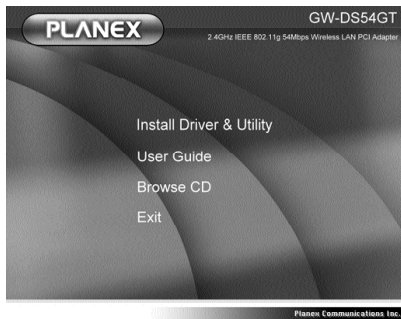 PLANEX
GW-DS54GT
2.4GHz IEEE 802.11g 54Mbps Wireless LAN PCI Adapter
Install Driver & Utility
User Guide
Browse CD
Exit
Planex Communications Inc.